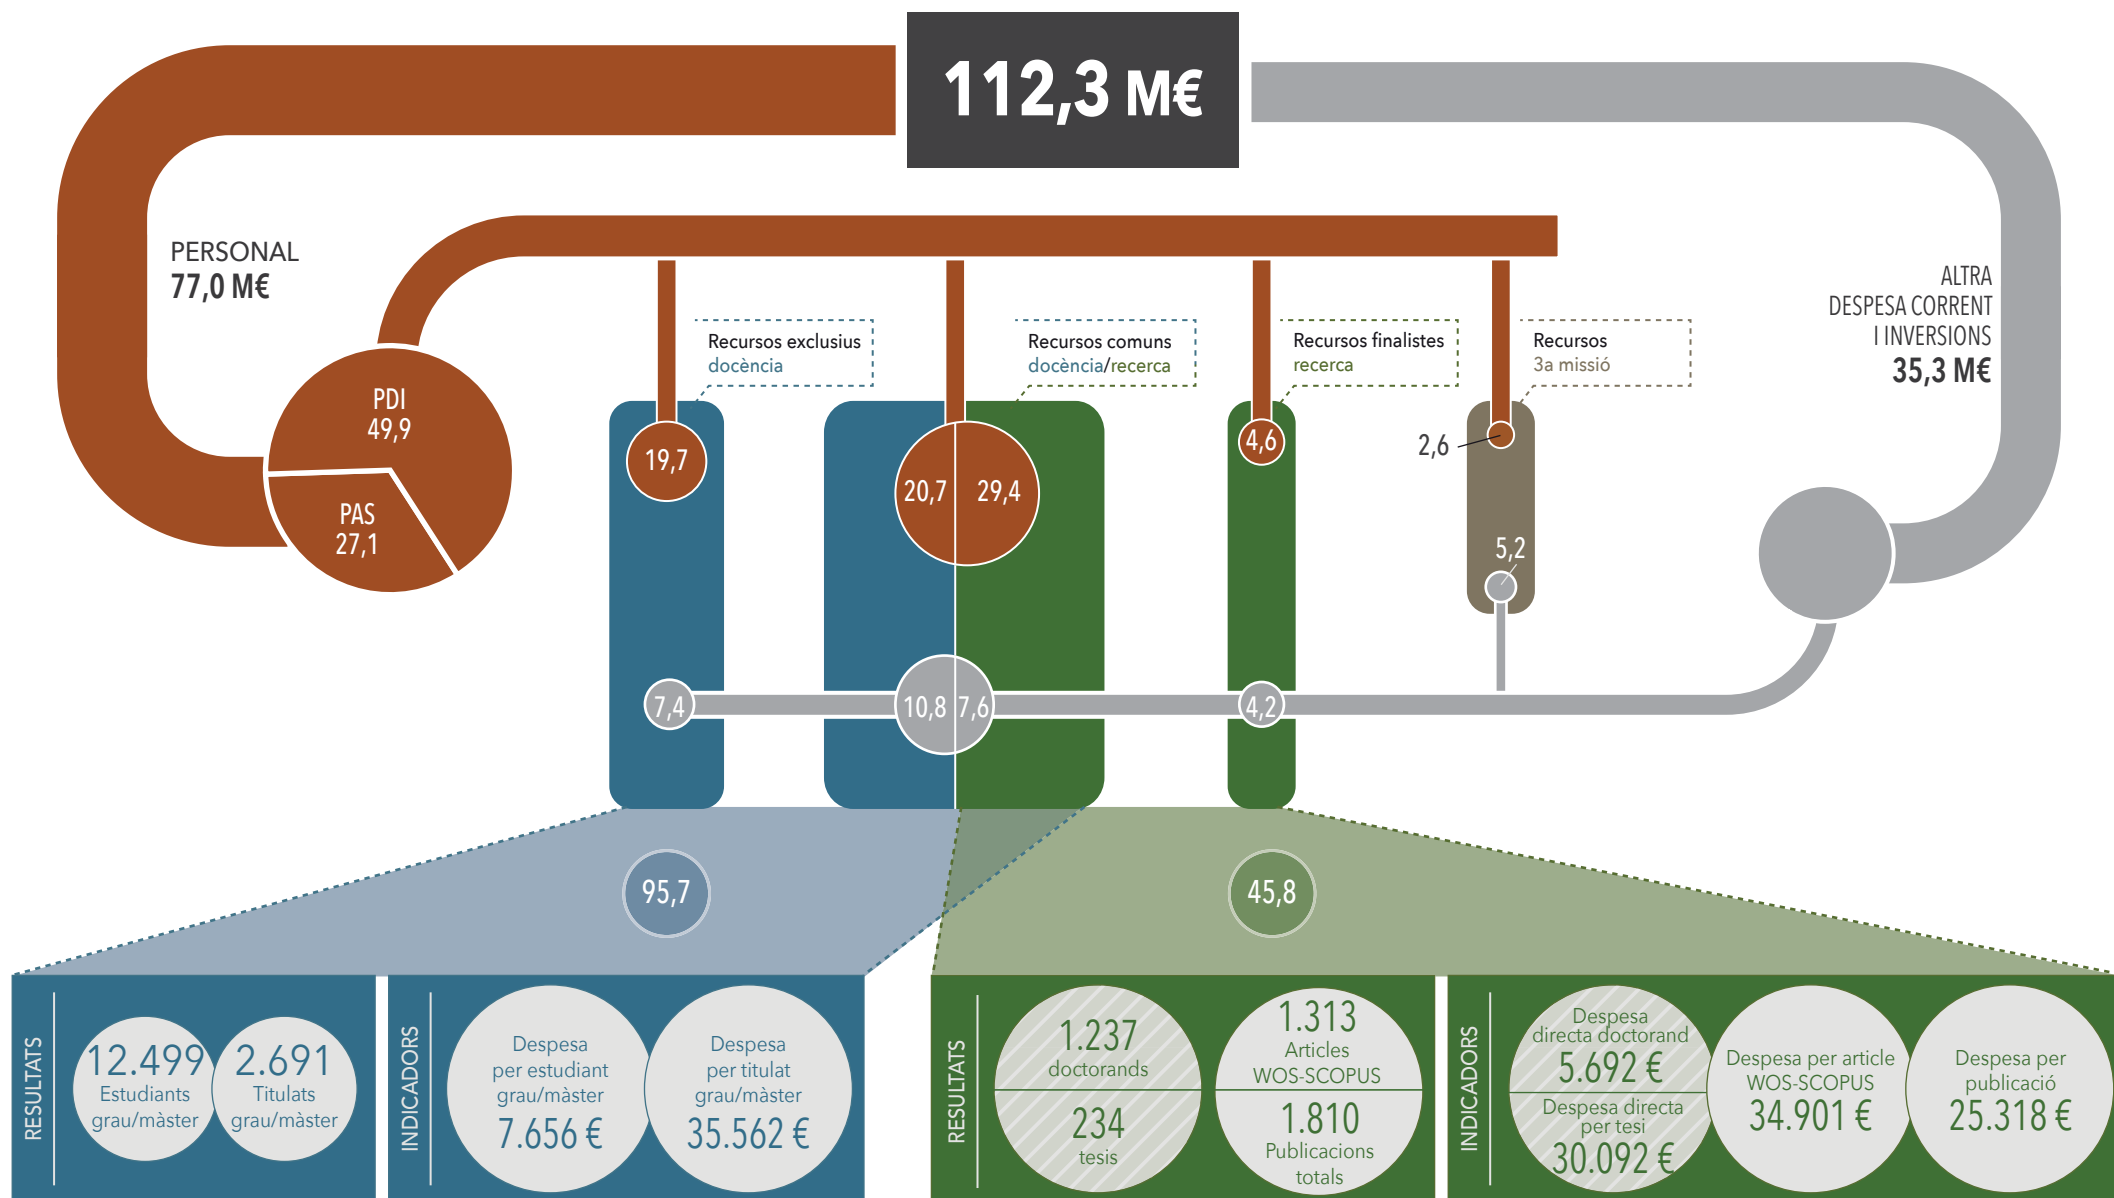 112,3 M€
PERSONAL
77,0 M€
ALTRA
DESPESA CORRENT
I INVERSIONS
35,3 M€
PDI
49,9
PAS
27,1
Recursos exclusius
docència
Recursos comuns
docència/recerca
Recursos finalistes
recerca
Recursos
3a missió
19,7
20,7
29,4
4,6
2,6
5,2
7,4
10,8
7,6
4,2
95,7
45,8
RESULTATS
12.499
Estudiants
grau/màster
2.691
Titulats
grau/màster
INDICADORS
Despesa
per estudiant
grau/màster
7.656 €
Despesa
per titulat
grau/màster
35.562 €
RESULTATS
1.237
doctorands
234
tesis
1.313
Articles
WOS-SCOPUS
1.810
Publicacions
totals
INDICADORS
Despesa
directa doctorand
5.692 €
Despesa directa
per tesi
30.092 €
Despesa per article
WOS-SCOPUS
34.901 €
Despesa per
publicació
25.318 €